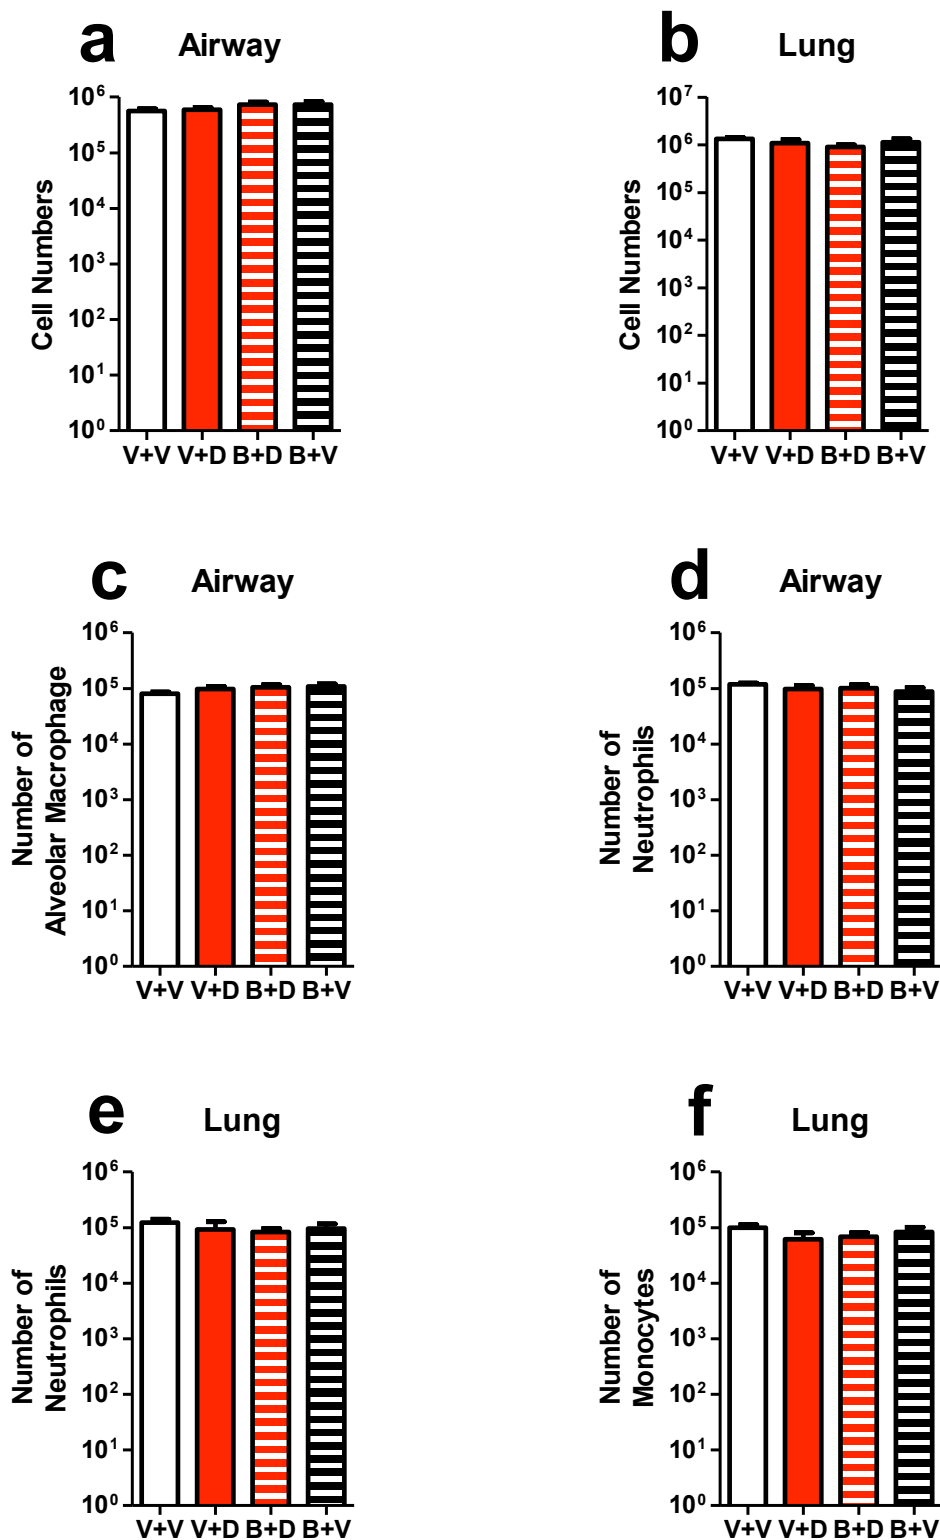 a Airway
Cell Numbers
10⁶
10⁵
10⁴
10³
10²
10¹
10⁰
V+V V+D B+D B+V
b Lung
Cell Numbers
10⁷
10⁶
10⁵
10⁴
10³
10²
10¹
10⁰
V+V V+D B+D B+V
c Airway
Number of
Alveolar Macrophage
10⁶
10⁵
10⁴
10³
10²
10¹
10⁰
V+V V+D B+D B+V
d Airway
Number of
Neutrophils
10⁶
10⁵
10⁴
10³
10²
10¹
10⁰
V+V V+D B+D B+V
e Lung
Number of
Neutrophils
10⁶
10⁵
10⁴
10³
10²
10¹
10⁰
V+V V+D B+D B+V
f Lung
Number of
Monocytes
10⁶
10⁵
10⁴
10³
10²
10¹
10⁰
V+V V+D B+D B+V